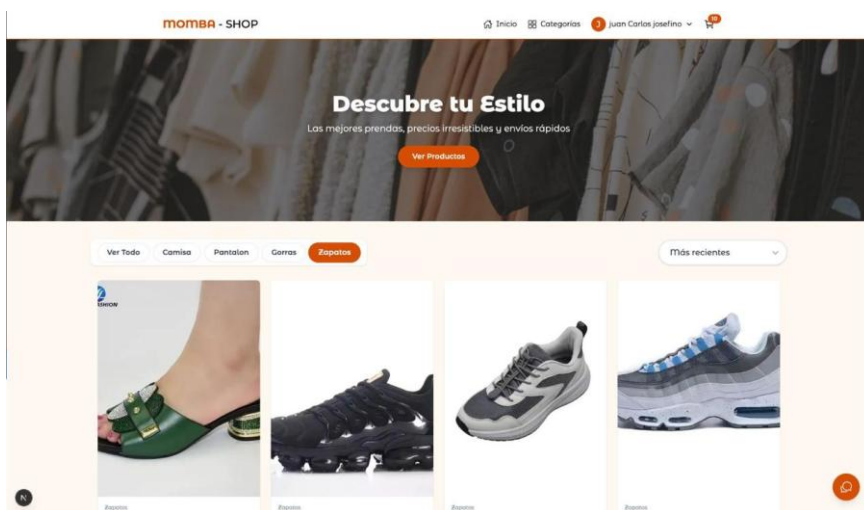 MOMBA - SHOP
Inicio
Categorias
J
juan Carlos josefino
10
Descubre tu Estilo
Las mejores prendas, precios irresistibles y envíos rápidos
Ver Productos
Ver Todo
Camisa
Pantalon
Gorras
Zapatos
Más recientes
Zapatos
Zapatos
Zapatos
Zapatos
N